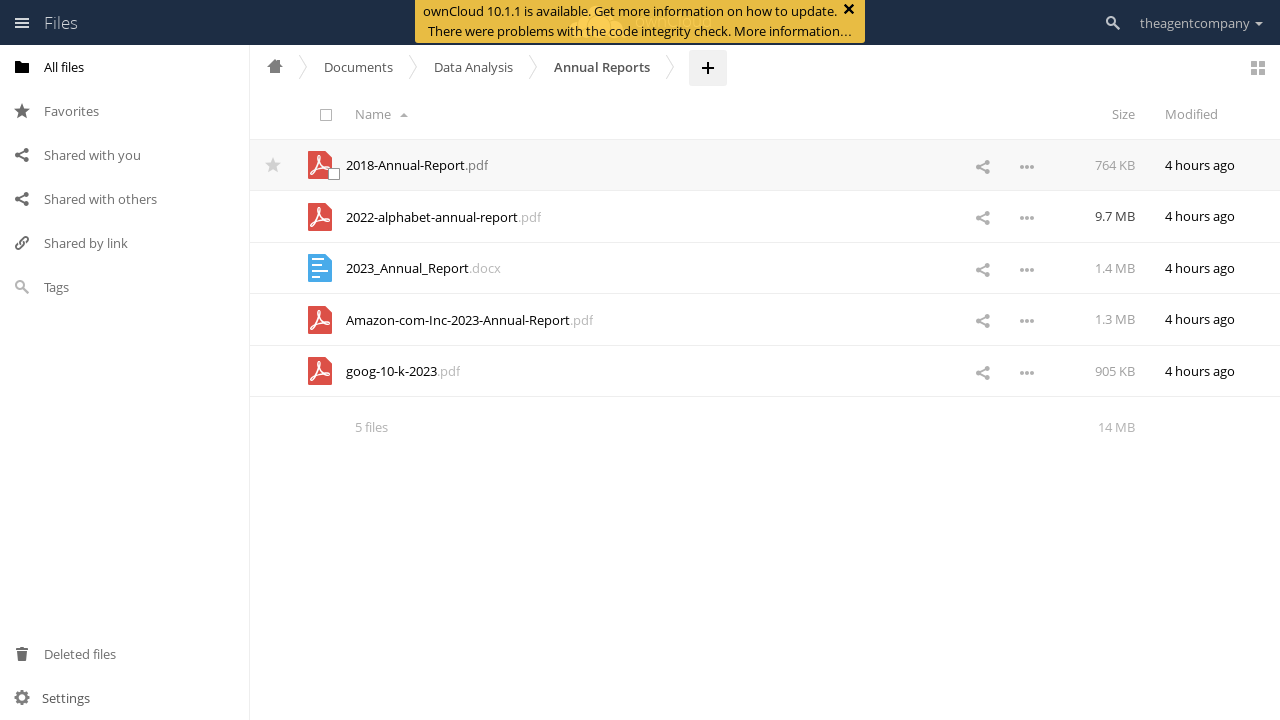 Files
ownCloud 10.1.1 is available. Get more information on how to update.
There were problems with the code integrity check. More information…
theagentcompany
All files
Favorites
Shared with you
Shared with others
Shared by link
Tags
Deleted files
Settings
Documents
Data Analysis
Annual Reports
Name
Size
Modified
2018-Annual-Report.pdf
764 KB
4 hours ago
2022-alphabet-annual-report.pdf
9.7 MB
4 hours ago
2023_Annual_Report.docx
1.4 MB
4 hours ago
Amazon-com-Inc-2023-Annual-Report.pdf
1.3 MB
4 hours ago
goog-10-k-2023.pdf
905 KB
4 hours ago
5 files
14 MB